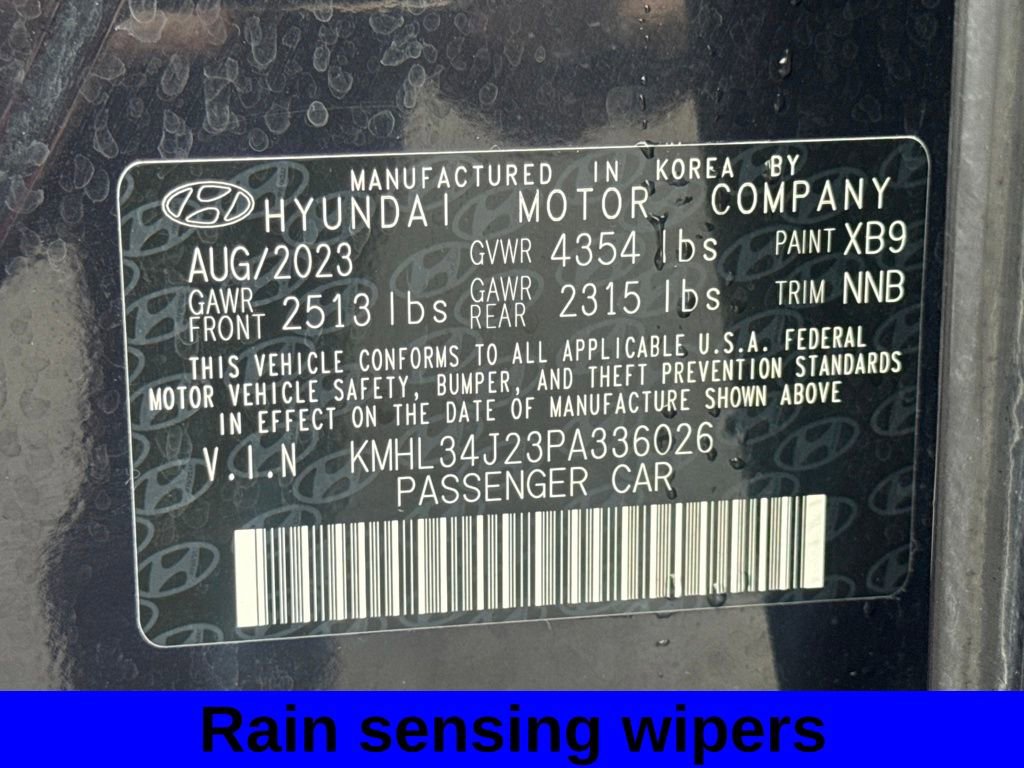 MANUFACTURED IN KOREA BY
HYUNDAI MOTOR COMPANY
AUG/2023 GVWR 4354 lbs PAINT XB9
GAWR FRONT 2513 lbs GAWR REAR 2315 lbs TRIM NNB
THIS VEHICLE CONFORMS TO ALL APPLICABLE U.S.A. FEDERAL
MOTOR VEHICLE SAFETY, BUMPER, AND THEFT PREVENTION STANDARDS
IN EFFECT ON THE DATE OF MANUFACTURE SHOWN ABOVE
V.I.N KMHL34J23PA336026
PASSENGER CAR
Rain sensing wipers